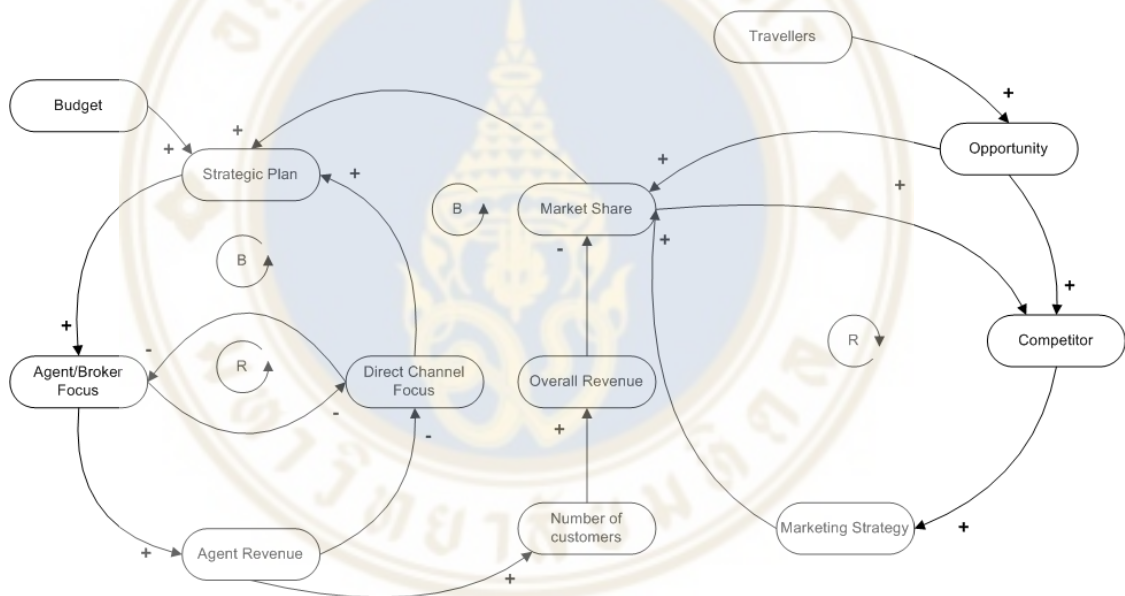 Travellers
Budget
+
+
Opportunity
+
+
Strategic Plan
+
+
+
B
Market Share
+
-
B
+
+
-
R
Competitor
Agent/Broker
Focus
R
Direct Channel
Focus
Overall Revenue
-
-
+
Number of
customers
Marketing Strategy
+
+
Agent Revenue
+